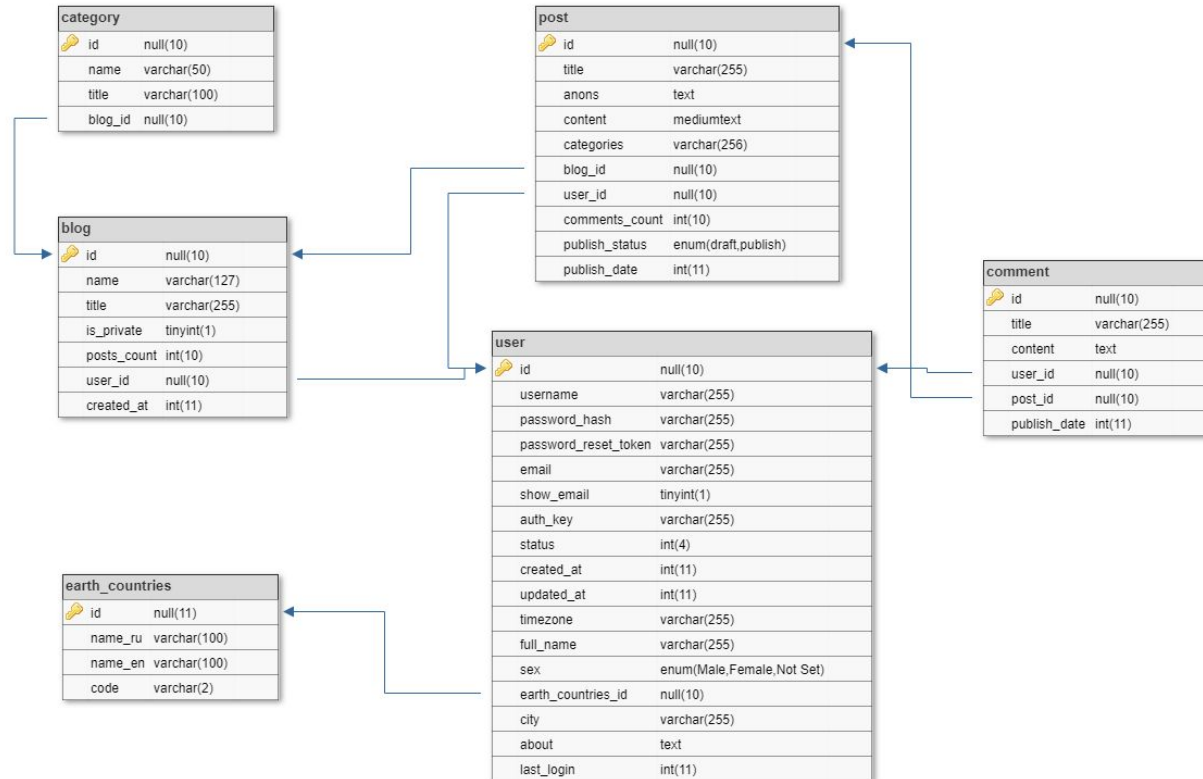 category
id null(10)
name varchar(50)
title varchar(100)
blog_id null(10)
post
id null(10)
title varchar(255)
anons text
content mediumtext
categories varchar(256)
blog_id null(10)
user_id null(10)
comments_count int(10)
publish_status enum(draft,publish)
publish_date int(11)
blog
id null(10)
name varchar(127)
title varchar(255)
is_private tinyint(1)
posts_count int(10)
user_id null(10)
created_at int(11)
comment
id null(10)
title varchar(255)
content text
user_id null(10)
post_id null(10)
publish_date int(11)
user
id null(10)
username varchar(255)
password_hash varchar(255)
password_reset_token varchar(255)
email varchar(255)
show_email tinyint(1)
auth_key varchar(255)
status int(4)
created_at int(11)
updated_at int(11)
timezone varchar(255)
full_name varchar(255)
sex enum(Male,Female,Not Set)
earth_countries_id null(10)
city varchar(255)
about text
last_login int(11)
earth_countries
id null(11)
name_ru varchar(100)
name_en varchar(100)
code varchar(2)